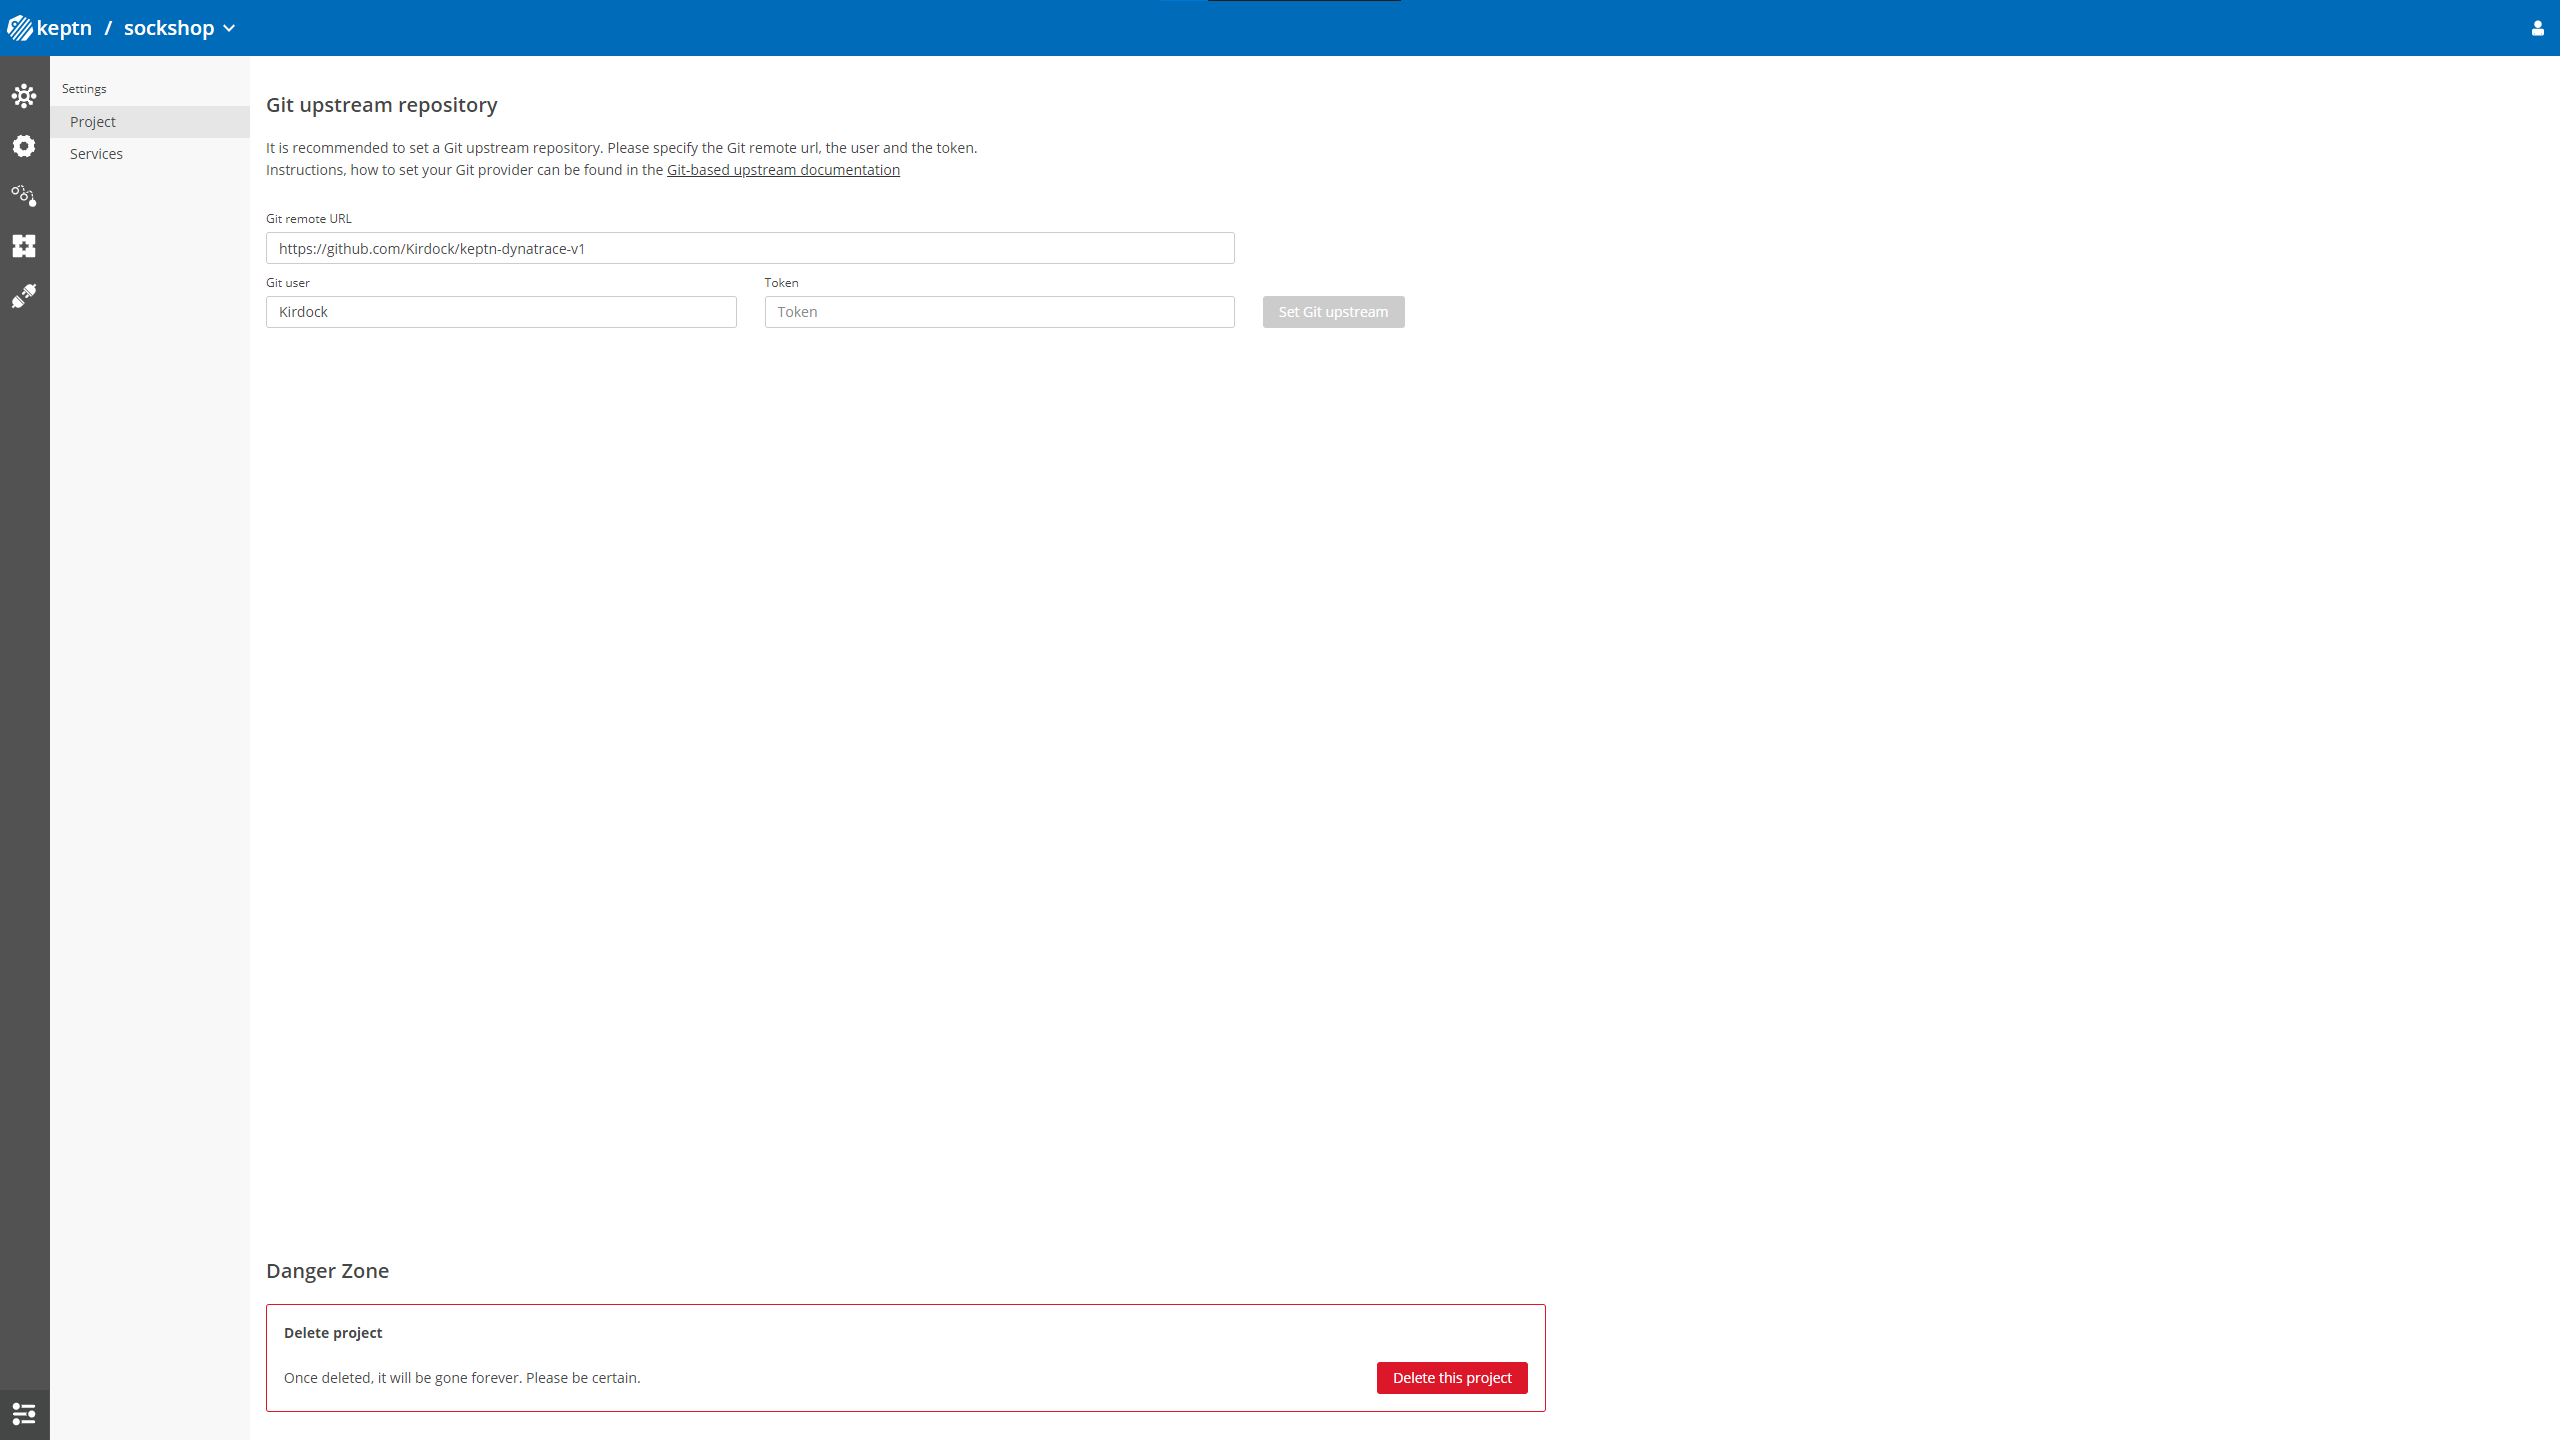 keptn / sockshop
Settings
Project
Services
Git upstream repository
It is recommended to set a Git upstream repository. Please specify the Git remote url, the user and the token.
Instructions, how to set your Git provider can be found in the Git-based upstream documentation
Git remote URL
https://github.com/Kirdock/keptn-dynatrace-v1
Git user
Token
Kirdock
Token
Set Git upstream
Danger Zone
Delete project
Once deleted, it will be gone forever. Please be certain.
Delete this project